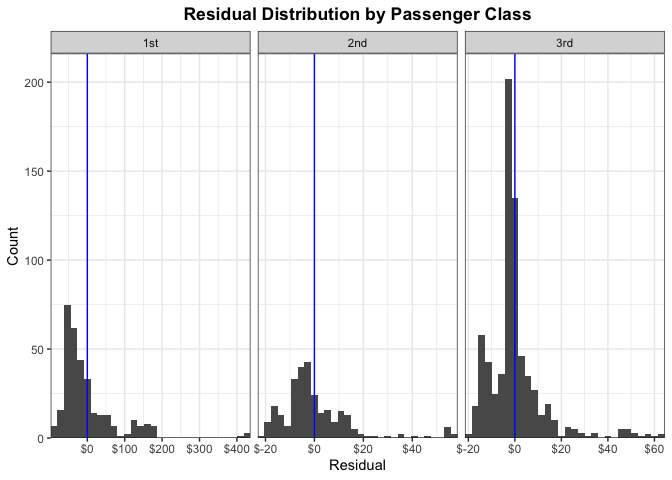 Residual Distribution by Passenger Class
1st 2nd 3rd
200
150
100
50
0
Count
$0 $100 $200 $300 $400 $-20 $0 $20 $40 $-20 $0 $20 $40 $60
Residual